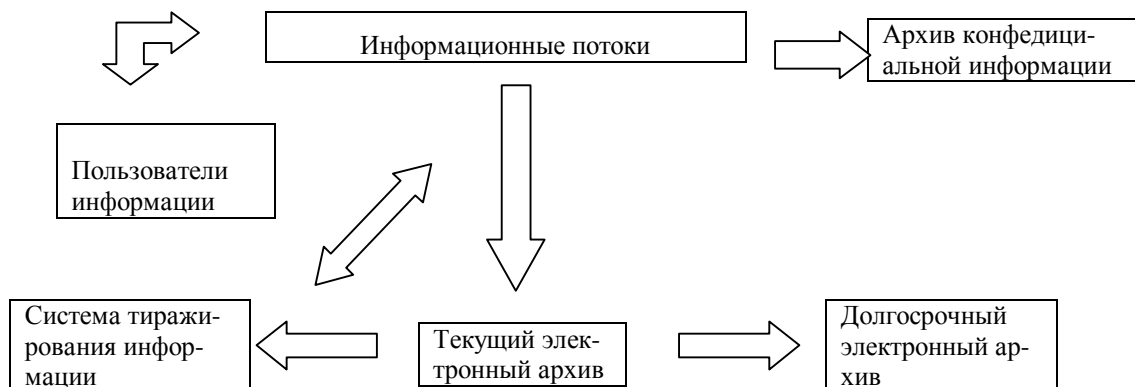 Информационные потоки
Архив конфедици-
альной информации
Пользователи
информации
Система тиражи-
рования инфор-
мации
Текущий элек-
тронный архив
Долгосрочный
электронный ар-
хив